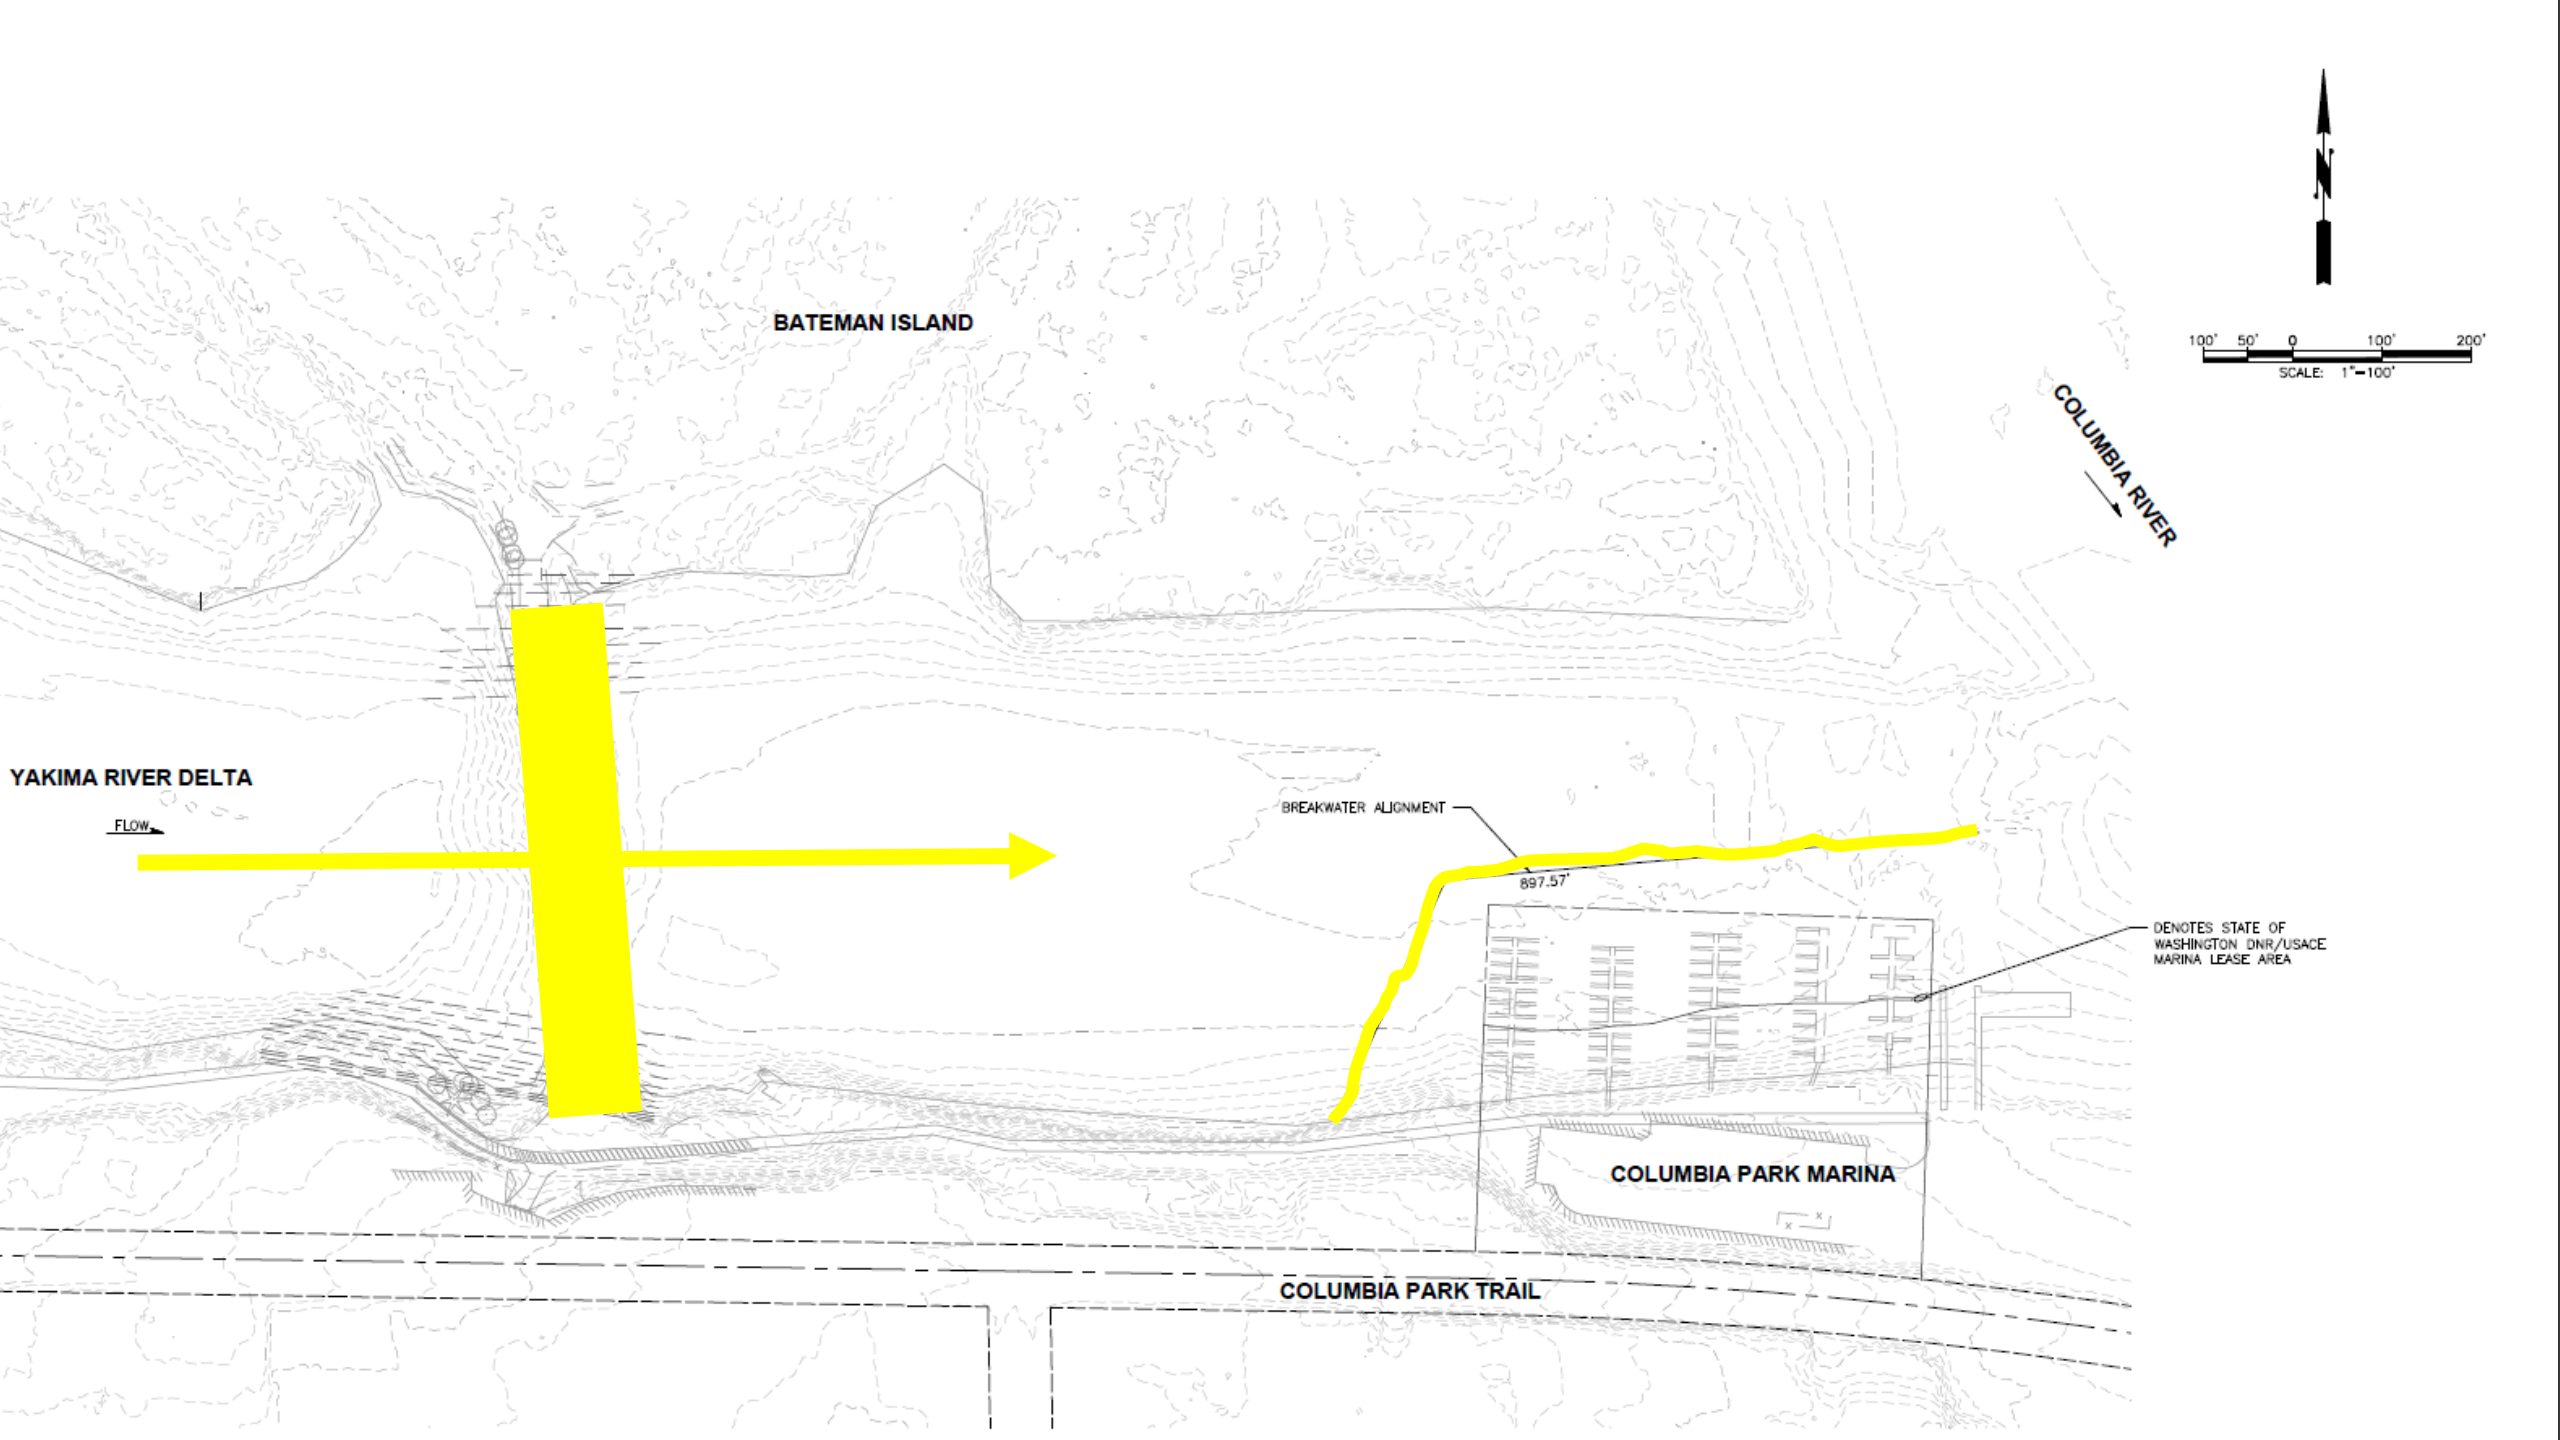 N
100' 50' 0 100' 200'
SCALE: 1"=100'
BATEMAN ISLAND
COLUMBIA RIVER
YAKIMA RIVER DELTA
FLOW
BREAKWATER ALIGNMENT
897.57'
DENOTES STATE OF
WASHINGTON DNR/USACE
MARINA LEASE AREA
COLUMBIA PARK MARINA
COLUMBIA PARK TRAIL